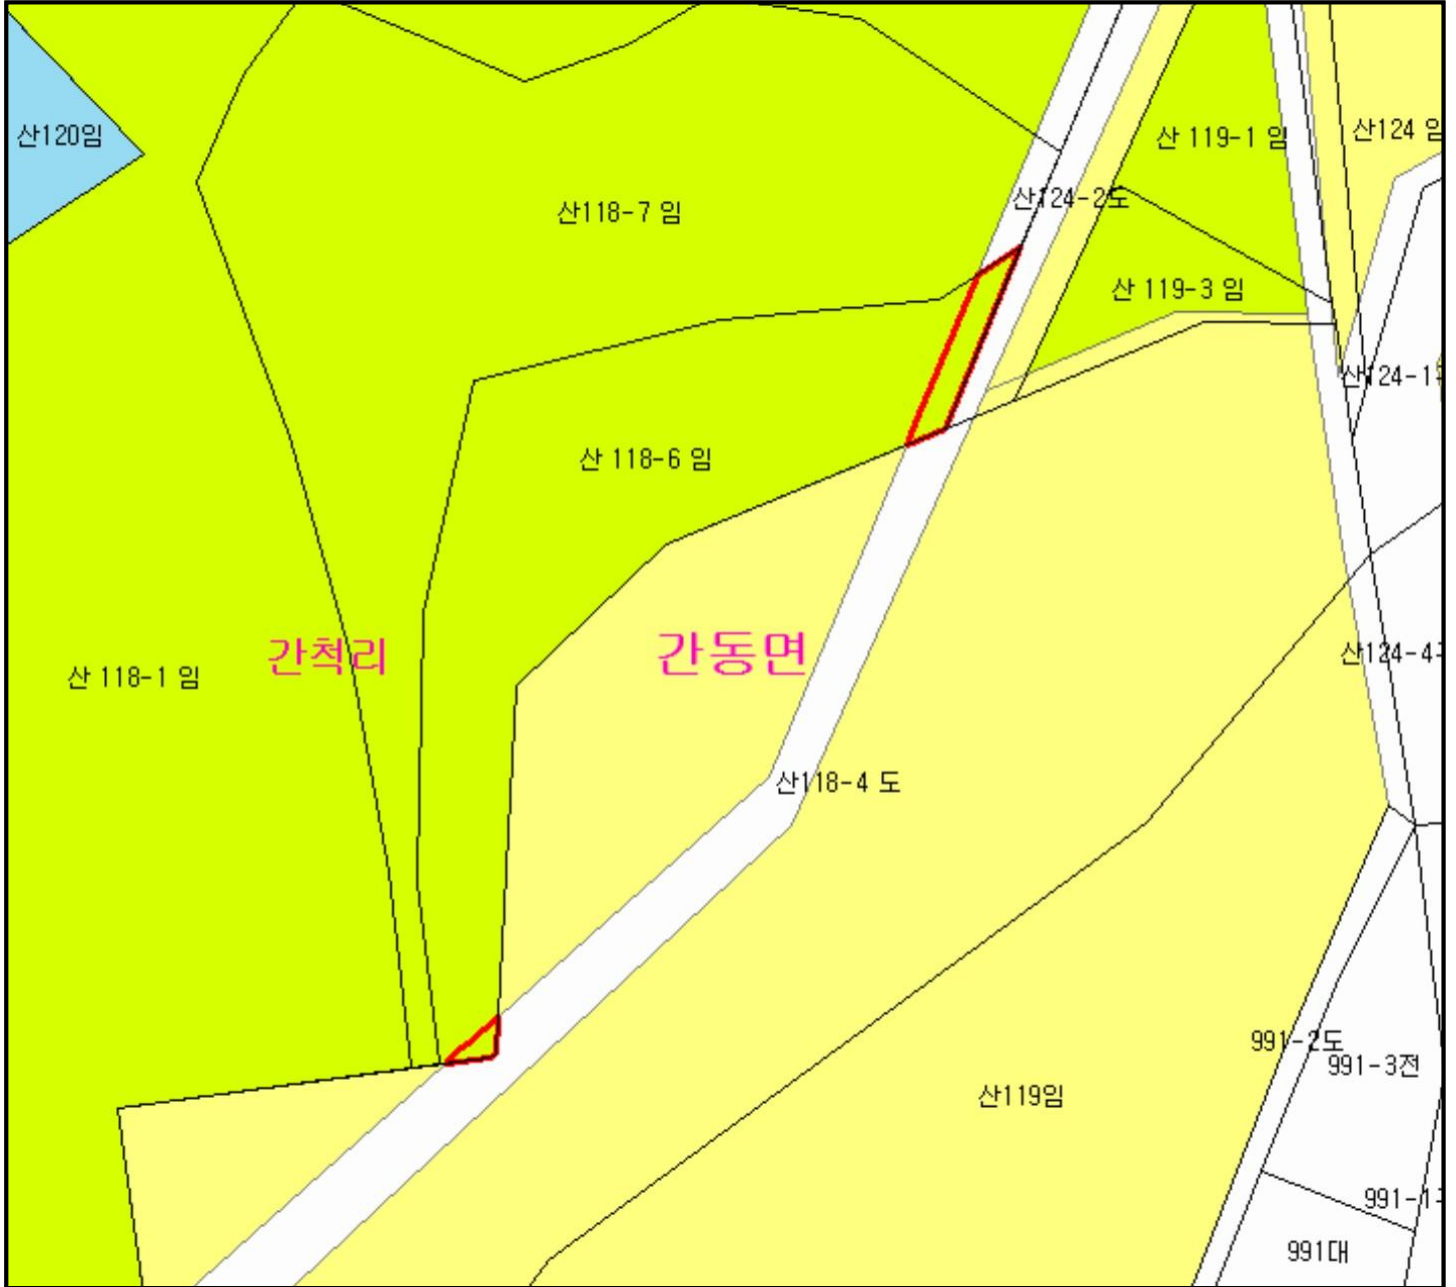 산120임
산124 임
산 119-1 임
산124-2도
산118-7 임
산 119-3 임
산124-1
산 118-6 임
간척리
간동면
산124-4
산 118-1 임
산118-4 도
991-2도
991-3전
산119임
991-1
991대